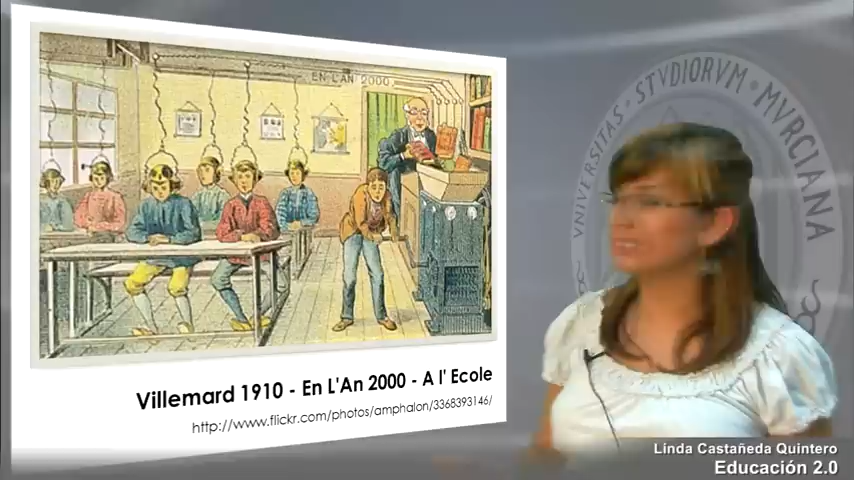 EN L'AN 2000
Villemard 1910 - En L'An 2000 - A l' Ecole
http://www.flickr.com/photos/amphalon/3368393146/
VNIVERSITAS STVDIORVM MVRCIANA
Linda Castañeda Quintero
Educación 2.0